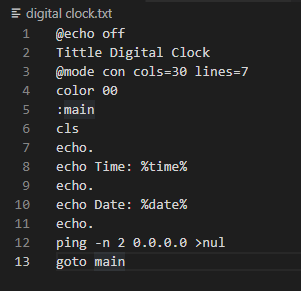 digital clock.txt
1 @echo off
2 Tittle Digital Clock
3 @mode con cols=30 lines=7
4 color 00
5 :main
6 cls
7 echo.
8 echo Time: %time%
9 echo.
10 echo Date: %date%
11 echo.
12 ping -n 2 0.0.0.0 >nul
13 goto main